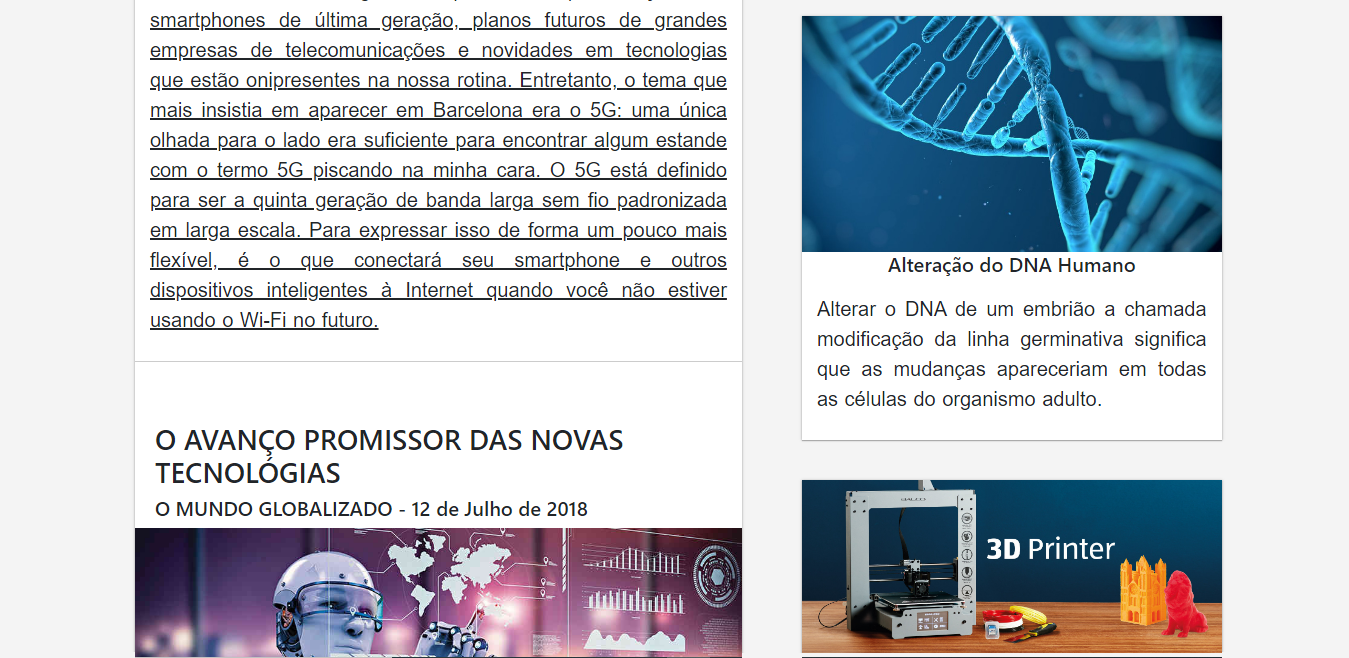 smartphones de última geração, planos futuros de grandes
empresas de telecomunicações e novidades em tecnologias
que estão onipresentes na nossa rotina. Entretanto, o tema que
mais insistia em aparecer em Barcelona era o 5G: uma única
olhada para o lado era suficiente para encontrar algum estande
com o termo 5G piscando na minha cara. O 5G está definido
para ser a quinta geração de banda larga sem fio padronizada
em larga escala. Para expressar isso de forma um pouco mais
flexível, é o que conectará seu smartphone e outros
dispositivos inteligentes à Internet quando você não estiver
usando o Wi-Fi no futuro.
O AVANÇO PROMISSOR DAS NOVAS
TECNOLÓGIAS
O MUNDO GLOBALIZADO - 12 de Julho de 2018
Alteração do DNA Humano
Alterar o DNA de um embrião a chamada
modificação da linha germinativa significa
que as mudanças apareceriam em todas
as células do organismo adulto.
3D Printer